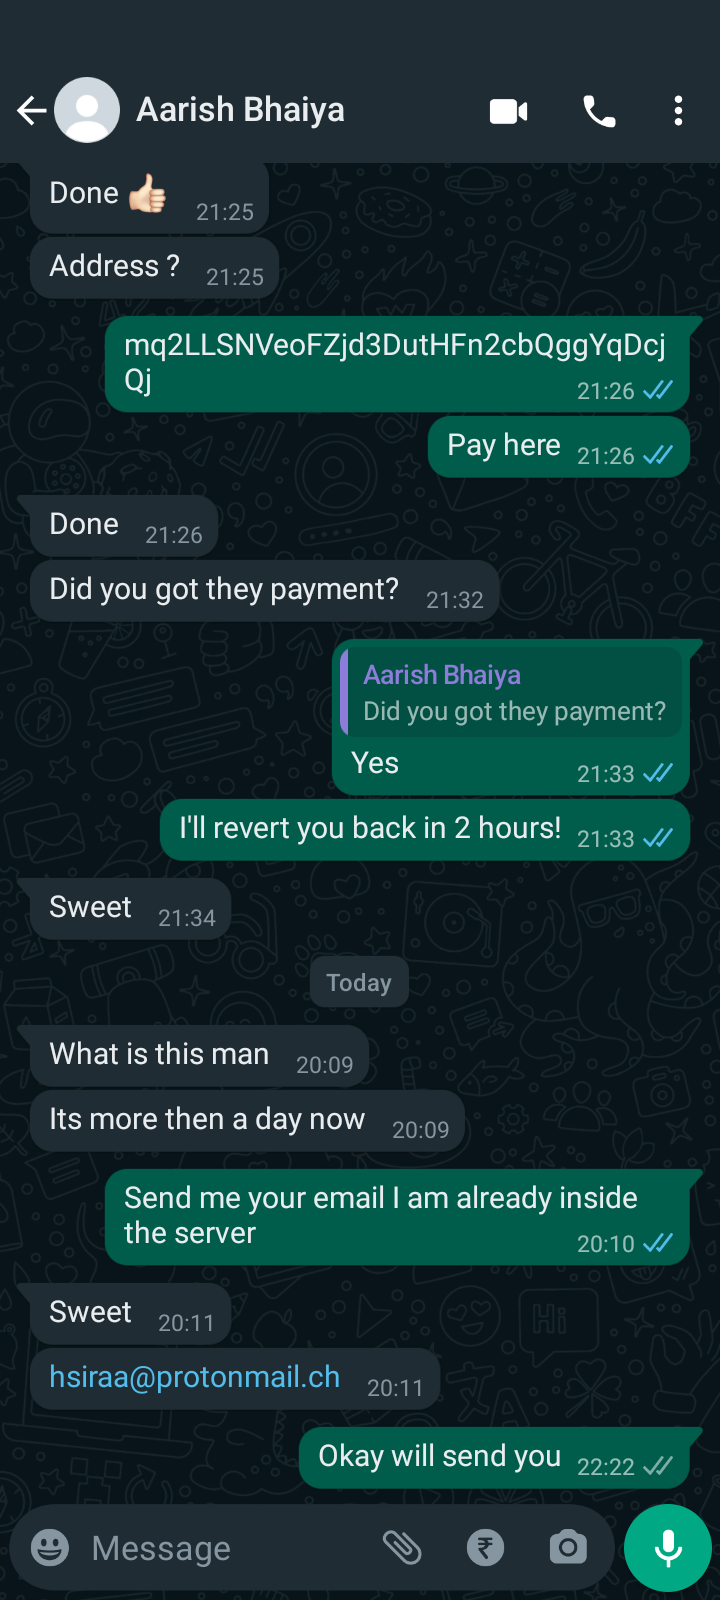 Aarish Bhaiya
Done 👍🏻 21:25
Address ? 21:25
mq2LLSNVeoFZjd3DutHFn2cbQggYqDcj
Qj 21:26
Pay here 21:26
Done 21:26
Did you got they payment? 21:32
Aarish Bhaiya
Did you got they payment?
Yes 21:33
I'll revert you back in 2 hours! 21:33
Sweet 21:34
Today
What is this man 20:09
Its more then a day now 20:09
Send me your email I am already inside
the server 20:10
Sweet 20:11
hsiraa@protonmail.ch 20:11
Okay will send you 22:22
Message